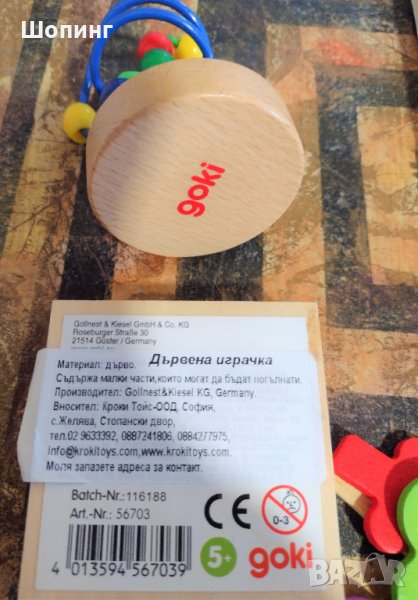 Шопинг
goki
Gollnest & Kiesel GmbH & Co. KG
Roseburger Straße 30
21514 Güster / Germany
Дървена играчка
Материал: дърво.
Съдържа малки части,които могат да бъдат погълнати.
Производител: Gollnest&Kiesel KG, Germany.
Вносител: Кроки Тойс-ООД, София,
с.Желява, Стопански двор,
тел.02 9633392, 0887241806, 0884277975,
info@krokitoys.com,www.krokitoys.com.
Моля запазете адреса за контакт.
Batch-Nr.:116188
Art.-Nr.: 56703
CE
0-3
5+
goki
4 013594 567039
BAZAR